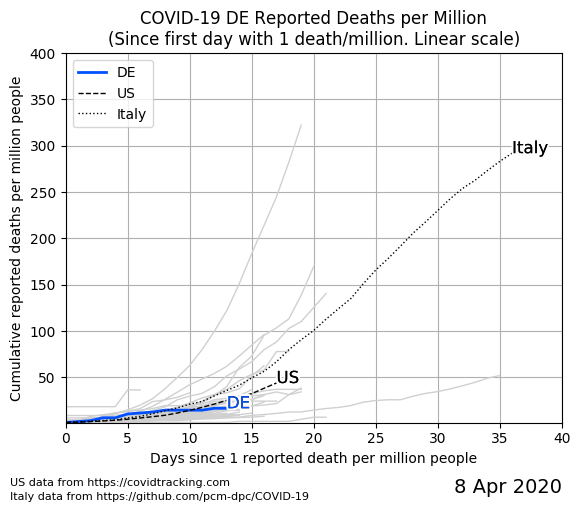 COVID-19 DE Reported Deaths per Million
(Since first day with 1 death/million. Linear scale)
400
350
300
250
200
150
100
50
Cumulative reported deaths per million people
DE
US
Italy
Italy
US
DE
0 5 10 15 20 25 30 35 40
Days since 1 reported death per million people
US data from https://covidtracking.com
Italy data from https://github.com/pcm-dpc/COVID-19
8 Apr 2020